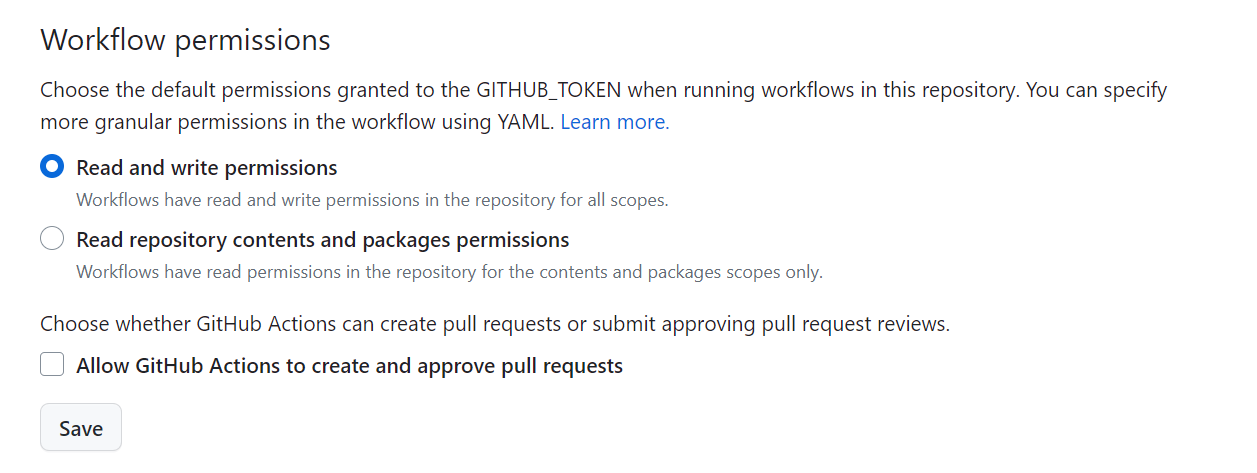 Workflow permissions
Choose the default permissions granted to the GITHUB_TOKEN when running workflows in this repository. You can specify
more granular permissions in the workflow using YAML. Learn more.
Read and write permissions
Workflows have read and write permissions in the repository for all scopes.
Read repository contents and packages permissions
Workflows have read permissions in the repository for the contents and packages scopes only.
Choose whether GitHub Actions can create pull requests or submit approving pull request reviews.
Allow GitHub Actions to create and approve pull requests
Save